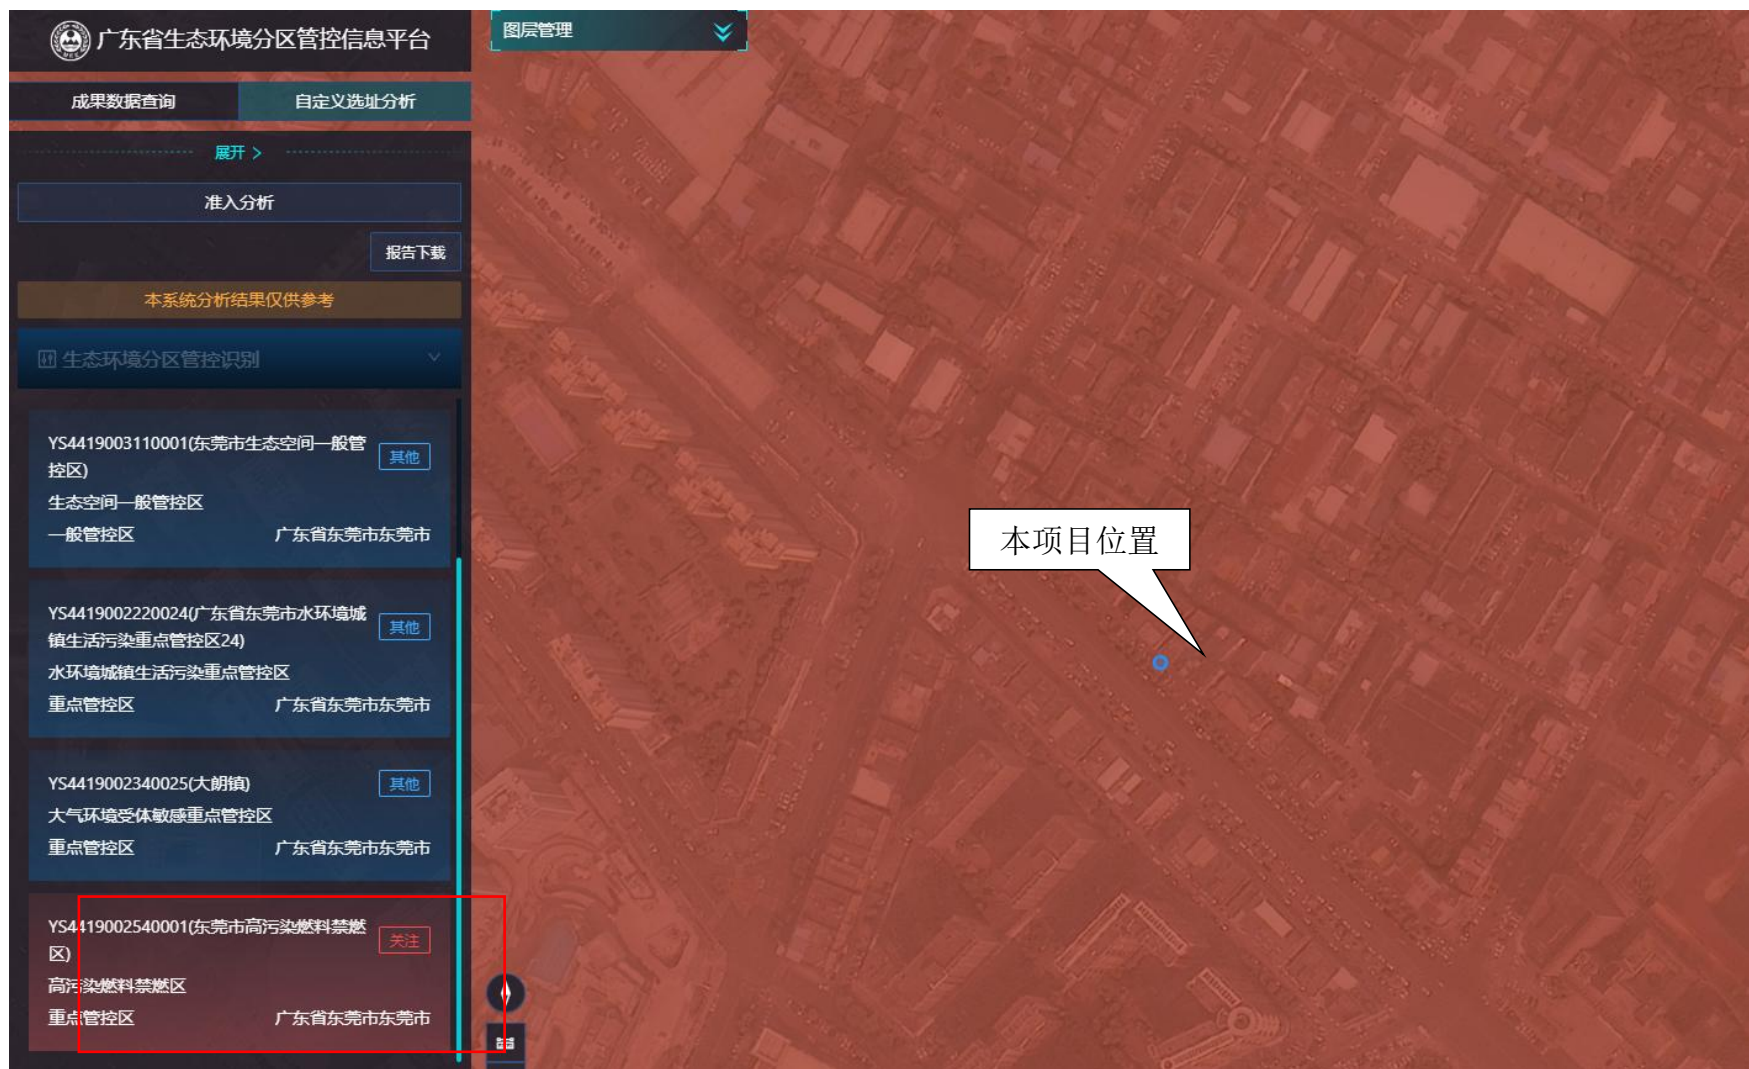 广东省生态环境分区管控信息平台
图层管理
成果数据查询
自定义选址分析
展开 >
准入分析
报告下载
本系统分析结果仅供参考
生态环境分区管控识别
YS4419003110001(东莞市生态空间一般管
控区)
其他
生态空间一般管控区
一般管控区 广东省东莞市东莞市
YS4419002220024(广东省东莞市水环境城
镇生活污染重点管控区24)
其他
水环境城镇生活污染重点管控区
重点管控区 广东省东莞市东莞市
YS4419002340025(大朗镇)
其他
大气环境受体敏感重点管控区
重点管控区 广东省东莞市东莞市
YS4419002540001(东莞市高污染燃料禁燃
区)
关注
高污染燃料禁燃区
重点管控区 广东省东莞市东莞市
本项目位置